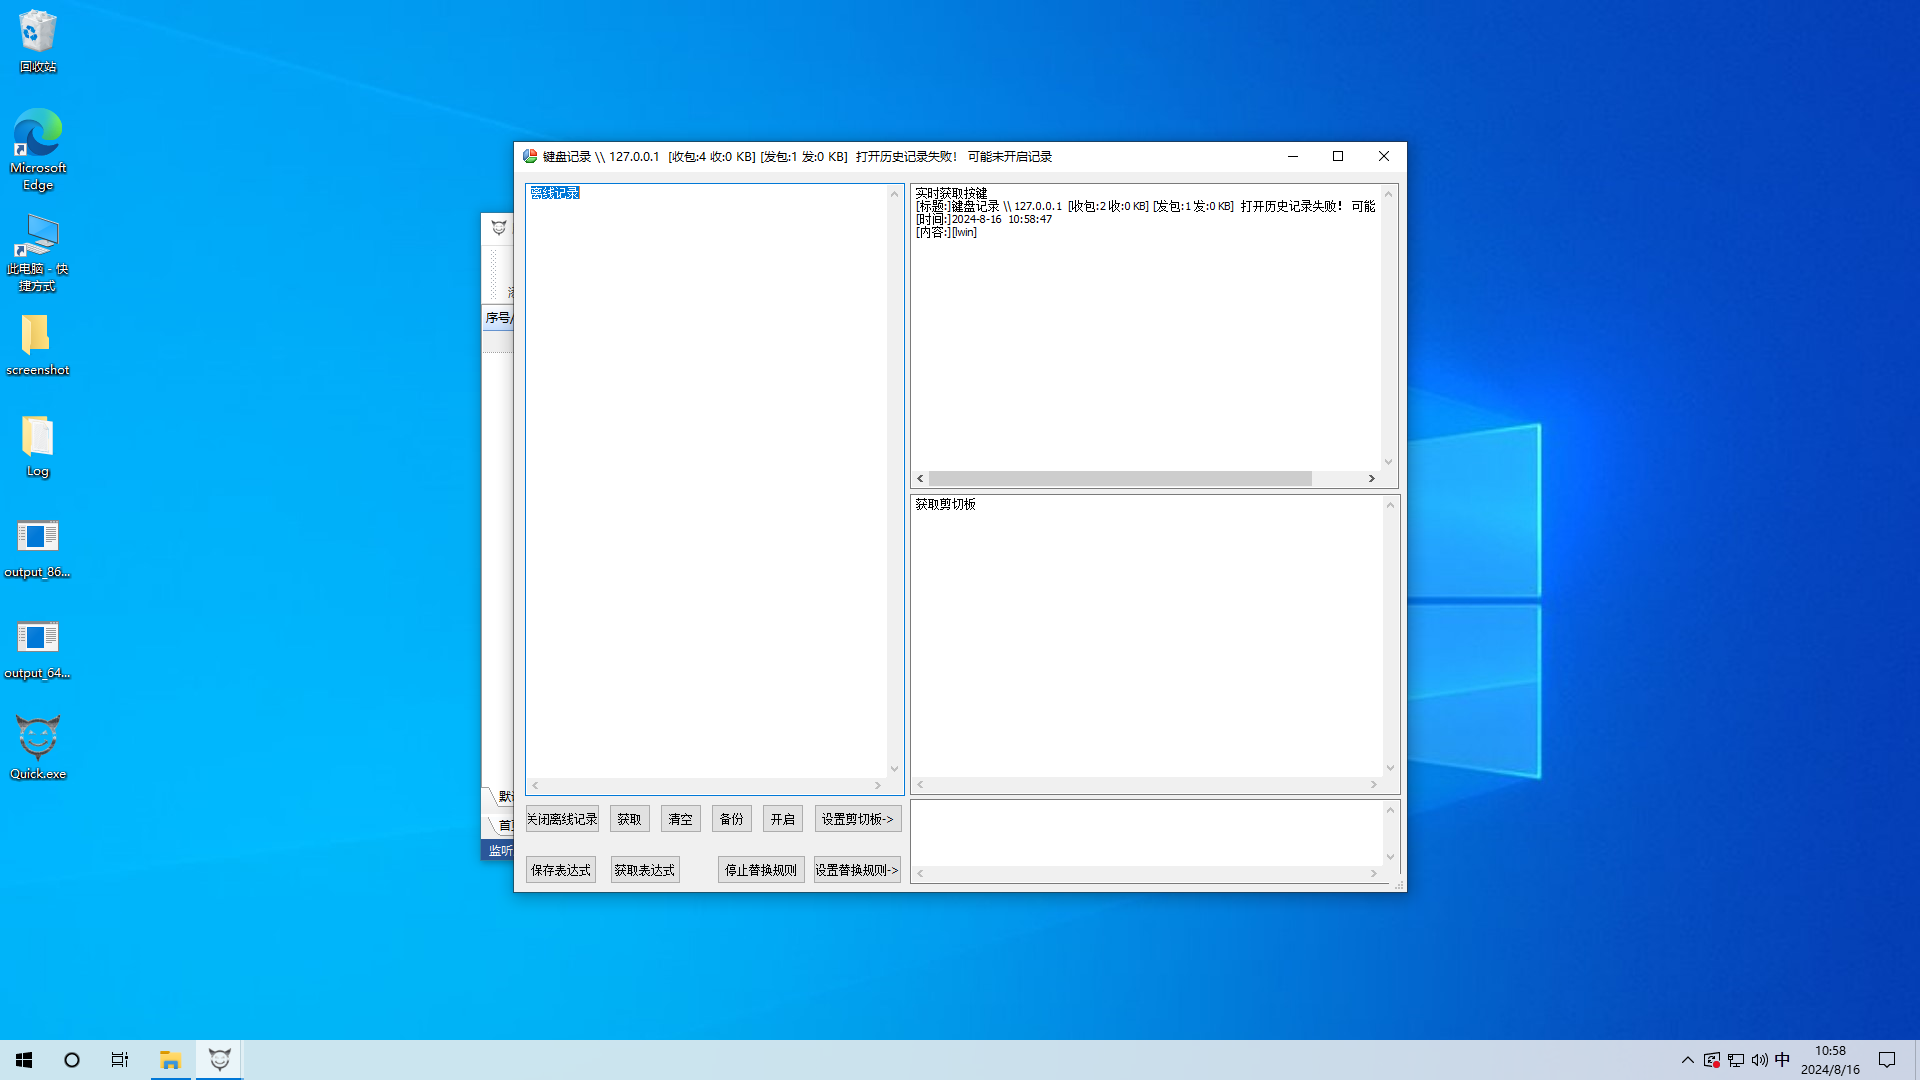 回收站
Microsoft
Edge
此电脑 - 快
捷方式
screenshot
Log
output_86...
output_64...
Quick.exe
序号/
默认
首页
监听
键盘记录 \\ 127.0.0.1 [收包:4 收:0 KB] [发包:1 发:0 KB] 打开历史记录失败! 可能未开启记录
离线记录
实时获取按键
[标题:]键盘记录 \\ 127.0.0.1 [收包:2 收:0 KB] [发包:1 发:0 KB] 打开历史记录失败! 可能
[时间:]2024-8-16 10:58:47
[内容:][lwin]
获取剪切板
关闭离线记录
获取
清空
备份
开启
设置剪切板->
保存表达式
获取表达式
停止替换规则
设置替换规则->
中
10:58
2024/8/16